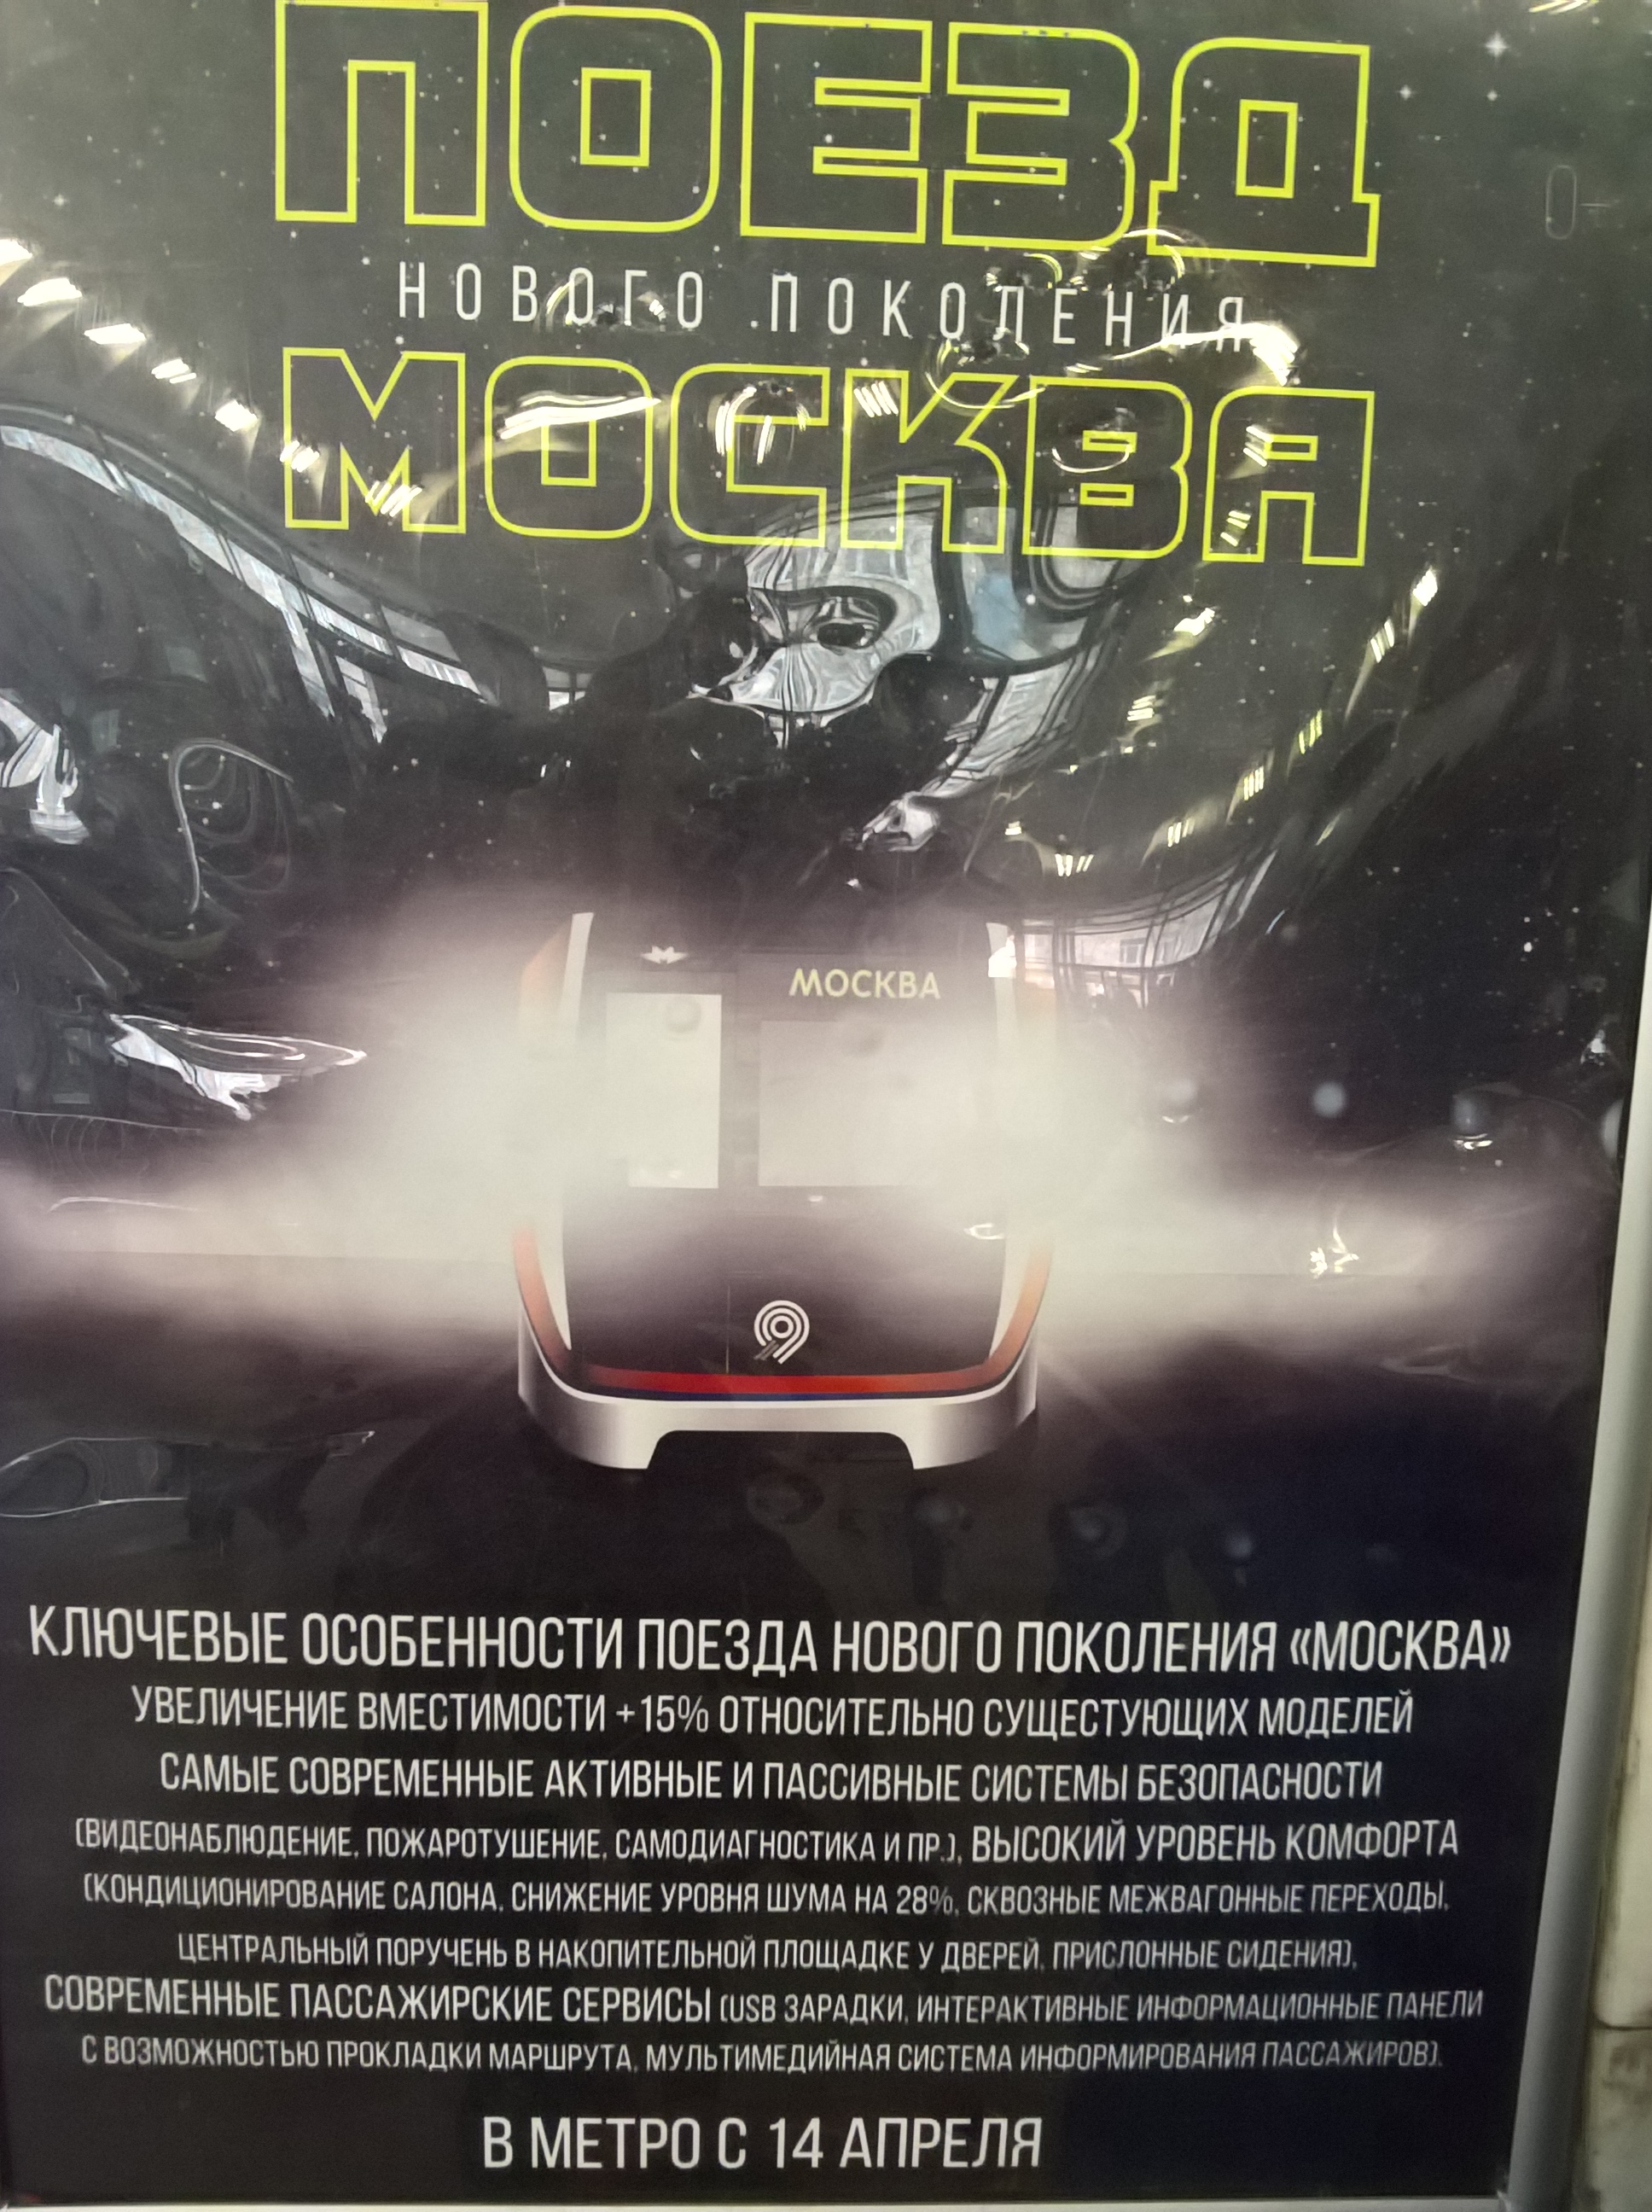 ПОЕЗД
НОВОГО ПОКОЛЕНИЯ
МОСКВА
МОСКВА
КЛЮЧЕВЫЕ ОСОБЕННОСТИ ПОЕЗДА НОВОГО ПОКОЛЕНИЯ «МОСКВА»
УВЕЛИЧЕНИЕ ВМЕСТИМОСТИ +15% ОТНОСИТЕЛЬНО СУЩЕСТУЮЩИХ МОДЕЛЕЙ
САМЫЕ СОВРЕМЕННЫЕ АКТИВНЫЕ И ПАССИВНЫЕ СИСТЕМЫ БЕЗОПАСНОСТИ
(ВИДЕОНАБЛЮДЕНИЕ, ПОЖАРОТУШЕНИЕ, САМОДИАГНОСТИКА И ПР.), ВЫСОКИЙ УРОВЕНЬ КОМФОРТА
(КОНДИЦИОНИРОВАНИЕ САЛОНА, СНИЖЕНИЕ УРОВНЯ ШУМА НА 28%, СКВОЗНЫЕ МЕЖВАГОННЫЕ ПЕРЕХОДЫ,
ЦЕНТРАЛЬНЫЙ ПОРУЧЕНЬ В НАКОПИТЕЛЬНОЙ ПЛОЩАДКЕ У ДВЕРЕЙ, ПРИСЛОННЫЕ СИДЕНИЯ),
СОВРЕМЕННЫЕ ПАССАЖИРСКИЕ СЕРВИСЫ (USB ЗАРАДКИ, ИНТЕРАКТИВНЫЕ ИНФОРМАЦИОННЫЕ ПАНЕЛИ
С ВОЗМОЖНОСТЬЮ ПРОКЛАДКИ МАРШРУТА, МУЛЬТИМЕДИЙНАЯ СИСТЕМА ИНФОРМИРОВАНИЯ ПАССАЖИРОВ).
В МЕТРО С 14 АПРЕЛЯ